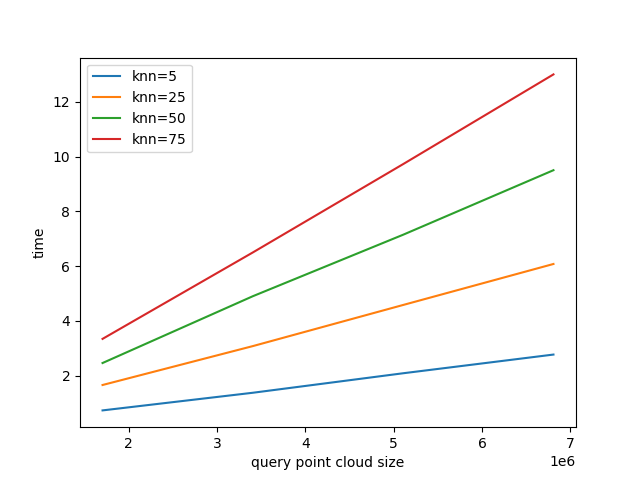 knn=5
knn=25
knn=50
knn=75
12
10
8
6
4
2
time
2 3 4 5 6 7
1e6
query point cloud size